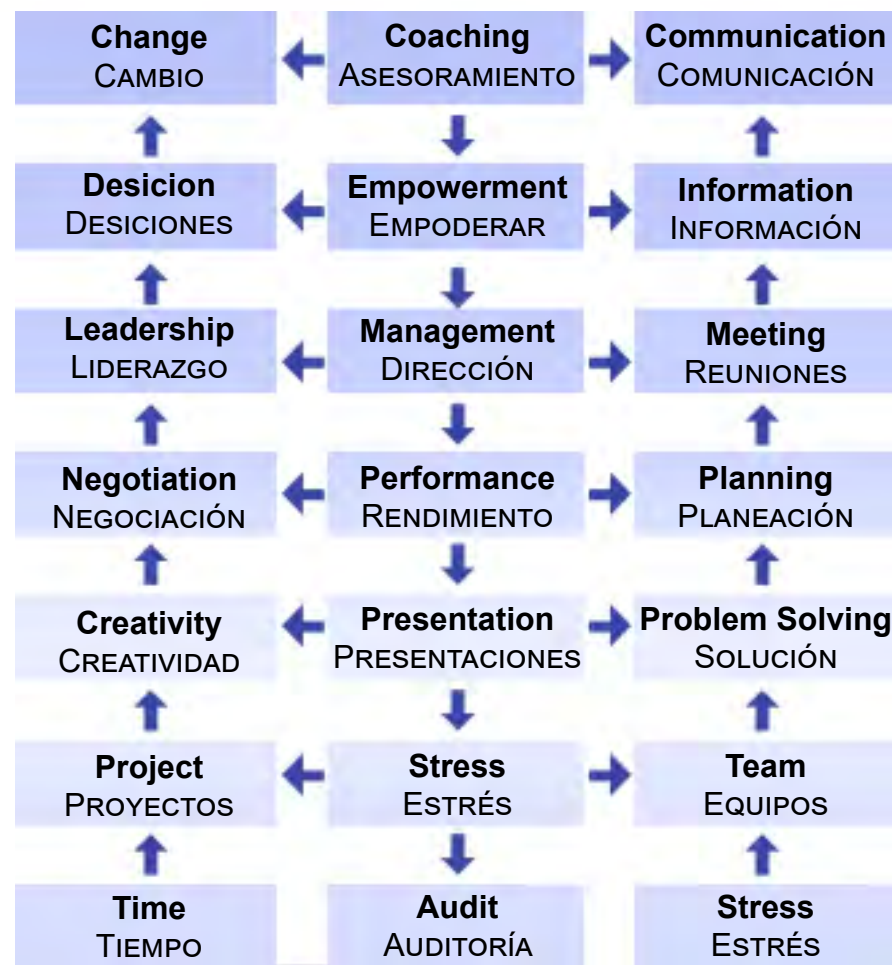 Change
CAMBIO
Coaching
ASESORAMIENTO
Communication
COMUNICACIÓN
Desicion
DESICIONES
Empowerment
EMPODERAR
Information
INFORMACIÓN
Leadership
LIDERAZGO
Management
DIRECCIÓN
Meeting
REUNIONES
Negotiation
NEGOCIACIÓN
Performance
RENDIMIENTO
Planning
PLANEACIÓN
Creativity
CREATIVIDAD
Presentation
PRESENTACIONES
Problem Solving
SOLUCIÓN
Project
PROYECTOS
Stress
ESTRÉS
Team
EQUIPOS
Time
TIEMPO
Audit
AUDITORÍA
Stress
ESTRÉS